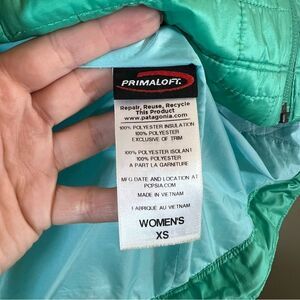 PRIMALOFT
Repair, Reuse, Recycle
This Product
www.patagonia.com
100% POLYESTER INSULATION
100% POLYESTER
EXCLUSIVE OF TRIM
100% POLYESTER ISOLANT
100% POLYESTER
A PART LA GARNITURE
MFG DATE AND LOCATION AT
PCPSIA.COM
MADE IN VIETNAM
FABRIQUÉ AU VIETNAM
WOMEN'S
XS